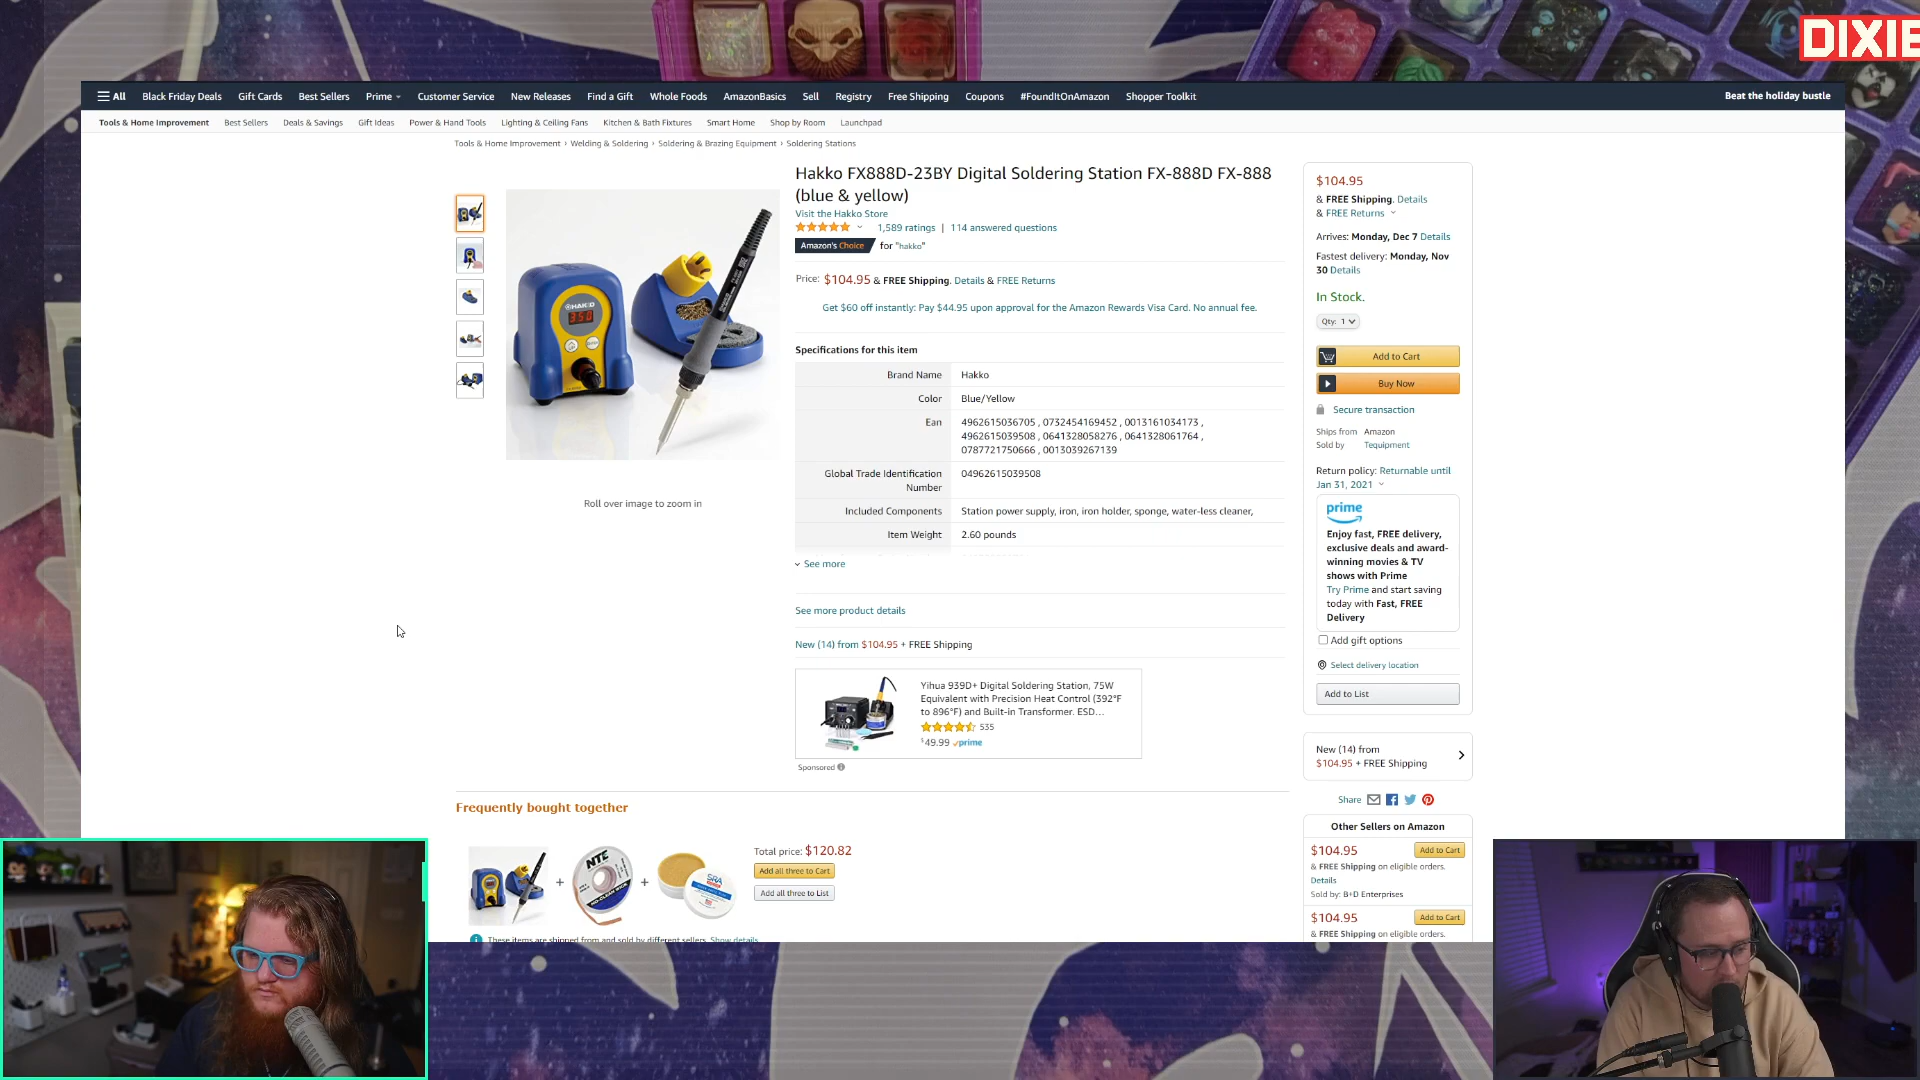 DIXIE
All Black Friday Deals Gift Cards Best Sellers Prime Customer Service New Releases Find a Gift Whole Foods AmazonBasics Sell Registry Free Shipping Coupons #FoundItOnAmazon Shopper Toolkit Beat the holiday bustle
Tools & Home Improvement Best Sellers Deals & Savings Gift Ideas Power & Hand Tools Lighting & Ceiling Fans Kitchen & Bath Fixtures Smart Home Shop by Room Launchpad
Tools & Home Improvement › Welding & Soldering › Soldering & Brazing Equipment › Soldering Stations
Hakko FX888D-23BY Digital Soldering Station FX-888D FX-888
(blue & yellow)
Visit the Hakko Store
1,589 ratings | 114 answered questions
Amazon's Choice for "hakko"
Price: $104.95 & FREE Shipping. Details & FREE Returns
Get $60 off instantly: Pay $44.95 upon approval for the Amazon Rewards Visa Card. No annual fee.
Specifications for this item
Brand Name Hakko
Color Blue/Yellow
Ean 4962615036705 , 0732454169452 , 0013161034173 ,
4962615039508 , 0641328058276 , 0641328061764 ,
0787721750666 , 0013039267139
Global Trade Identification 04962615039508
Number
Included Components Station power supply, iron, iron holder, sponge, water-less cleaner,
Item Weight 2.60 pounds
See more
See more product details
New (14) from $104.95 + FREE Shipping
Yihua 939D+ Digital Soldering Station, 75W
Equivalent with Precision Heat Control (392°F
to 896°F) and Built-in Transformer. ESD...
535
$49.99 prime
Sponsored
HAKKO
350
Roll over image to zoom in
Frequently bought together
NTE
SRA
Total price: $120.82
Add all three to Cart
Add all three to List
These items are shipped from and sold by different sellers. Show details
$104.95
& FREE Shipping. Details
& FREE Returns
Arrives: Monday, Dec 7 Details
Fastest delivery: Monday, Nov
30 Details
In Stock.
Qty: 1
Add to Cart
Buy Now
Secure transaction
Ships from Amazon
Sold by Tequipment
Return policy: Returnable until
Jan 31, 2021
prime
Enjoy fast, FREE delivery,
exclusive deals and award-
winning movies & TV
shows with Prime
Try Prime and start saving
today with Fast, FREE
Delivery
Add gift options
Select delivery location
Add to List
New (14) from
$104.95 + FREE Shipping
Share
Other Sellers on Amazon
$104.95 Add to Cart
& FREE Shipping on eligible orders.
Details
Sold by: B+D Enterprises
$104.95 Add to Cart
& FREE Shipping on eligible orders.